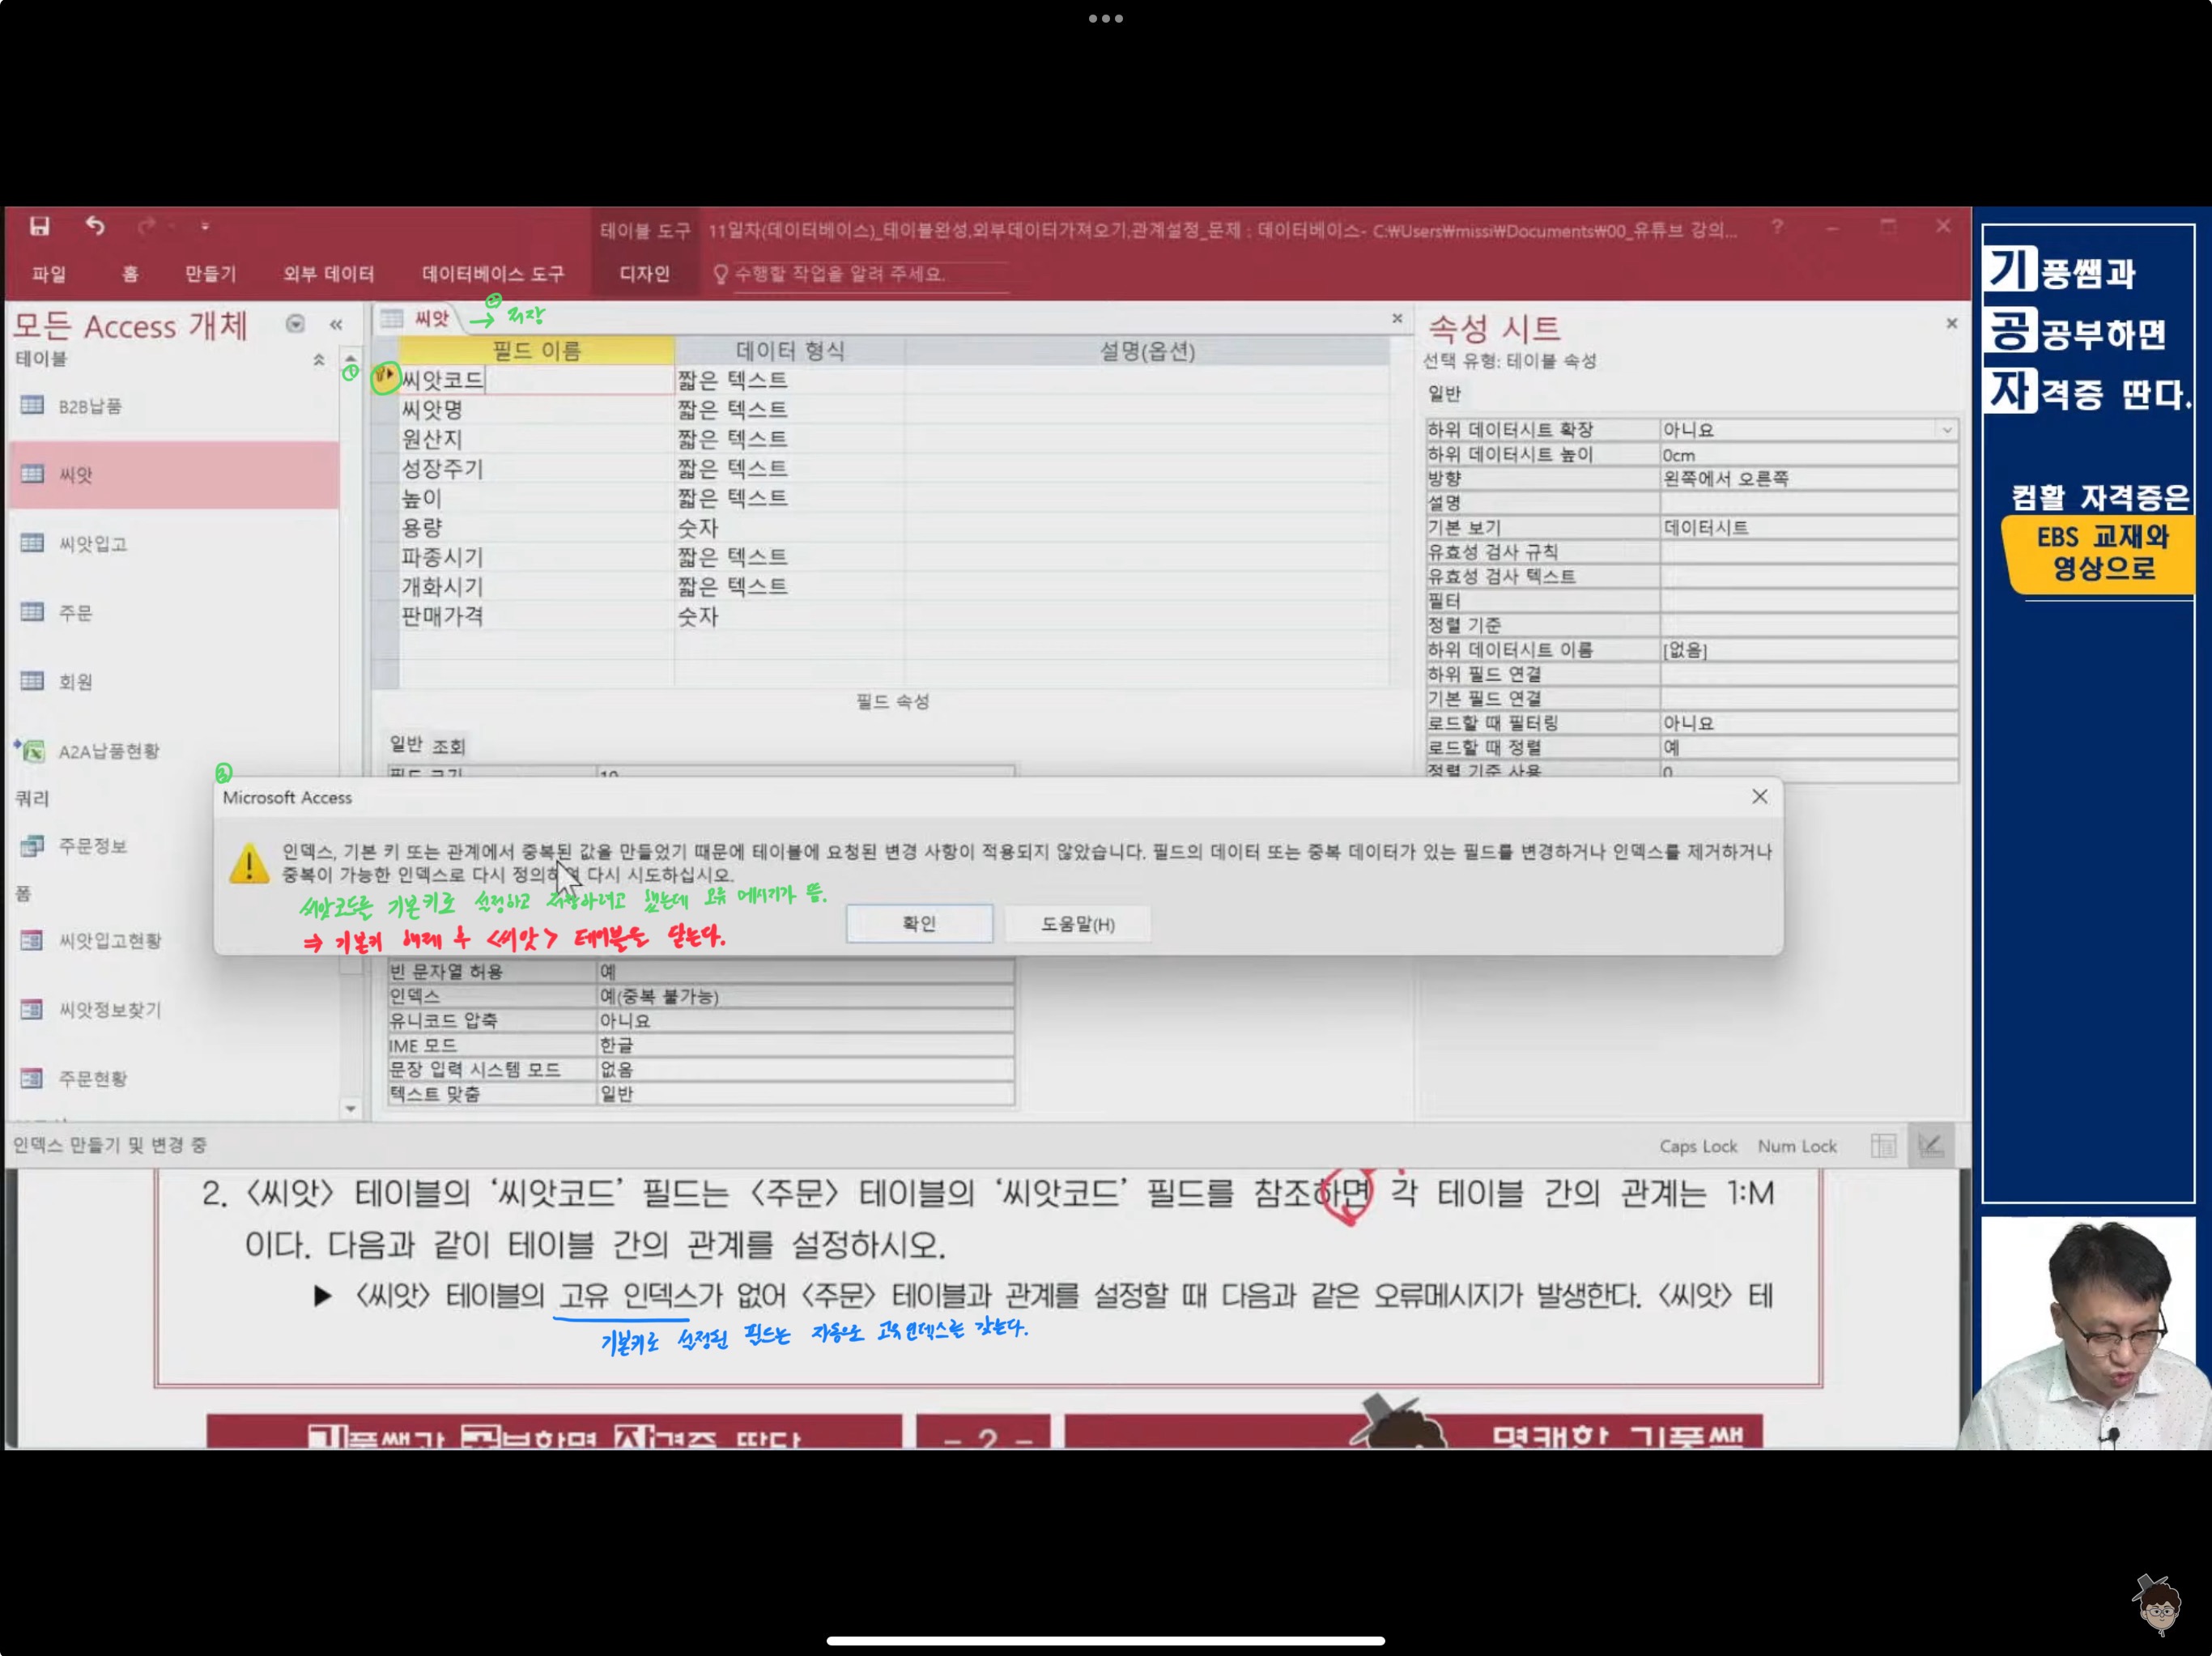 테이블 도구
11일차(데이터베이스)_테이블완성,외부데이터가져오기,관계설정_문제 : 데이터베이스- C:₩Users₩missi₩Documents₩00_유튜브 강의...
파일
홈
만들기
외부 데이터
데이터베이스 도구
디자인
수행할 작업을 알려 주세요.
모든 Access 개체
테이블
B2B납품
씨앗
씨앗입고
주문
회원
A2A납품현황
쿼리
주문정보
폼
씨앗입고현황
씨앗정보찾기
주문현황
①
씨앗
② → 저장
필드 이름 데이터 형식 설명(옵션)
씨앗코드 짧은 텍스트
씨앗명 짧은 텍스트
원산지 짧은 텍스트
성장주기 짧은 텍스트
높이 짧은 텍스트
용량 숫자
파종시기 짧은 텍스트
개화시기 짧은 텍스트
판매가격 숫자
필드 속성
일반 조회
필드 크기 10
속성 시트
선택 유형: 테이블 속성
일반
하위 데이터시트 확장 아니요
하위 데이터시트 높이 0cm
방향 왼쪽에서 오른쪽
설명
기본 보기 데이터시트
유효성 검사 규칙
유효성 검사 텍스트
필터
정렬 기준
하위 데이터시트 이름 [없음]
하위 필드 연결
기본 필드 연결
로드할 때 필터링 아니요
로드할 때 정렬 예
정렬 기준 사용 0
③
Microsoft Access
인덱스, 기본 키 또는 관계에서 중복된 값을 만들었기 때문에 테이블에 요청된 변경 사항이 적용되지 않았습니다. 필드의 데이터 또는 중복 데이터가 있는 필드를 변경하거나 인덱스를 제거하거나
중복이 가능한 인덱스로 다시 정의하여 다시 시도하십시오.
씨앗코드를 기본키로 설정하고 저장하려고 했는데 오류 메시지가 뜸.
⇒ 기본키 해제 후 <씨앗> 테이블을 닫는다.
확인
도움말(H)
빈 문자열 허용 예
인덱스 예(중복 불가능)
유니코드 압축 아니요
IME 모드 한글
문장 입력 시스템 모드 없음
텍스트 맞춤 일반
인덱스 만들기 및 변경 중
Caps Lock Num Lock
2. 〈씨앗〉 테이블의 ‘씨앗코드’ 필드는 〈주문〉 테이블의 ‘씨앗코드’ 필드를 참조하면 각 테이블 간의 관계는 1:M
이다. 다음과 같이 테이블 간의 관계를 설정하시오.
▶ 〈씨앗〉 테이블의 고유 인덱스가 없어 〈주문〉 테이블과 관계를 설정할 때 다음과 같은 오류메시지가 발생한다. 〈씨앗〉 테
기본키로 설정된 필드는 자동으로 고유인덱스를 갖는다.
기풍쌤과 공부하면 자격증 딴다
- 2 -
명쾌한 기풍쌤
기풍쌤과
공공부하면
자격증 딴다.
컴활 자격증은
EBS 교재와
영상으로